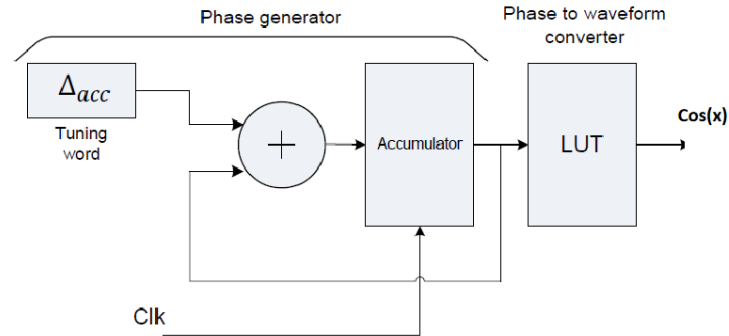 Phase generator
Phase to waveform
converter
Δacc
Tuning
word
+
Accumulator
LUT
Cos(x)
Clk